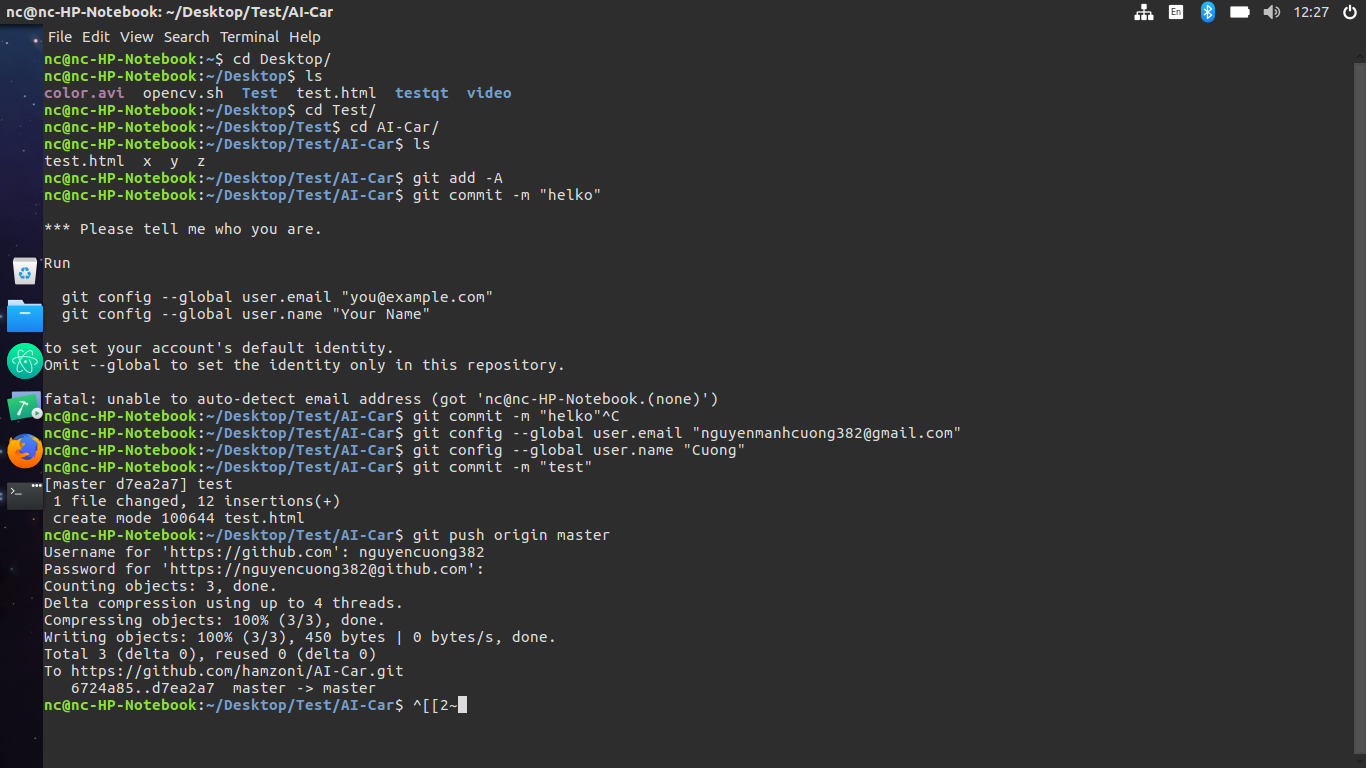 nc@nc-HP-Notebook: ~/Desktop/Test/AI-Car
En
12:27
File Edit View Search Terminal Help
nc@nc-HP-Notebook:~$ cd Desktop/
nc@nc-HP-Notebook:~/Desktop$ ls
color.avi  opencv.sh  Test  test.html  testqt  video
nc@nc-HP-Notebook:~/Desktop$ cd Test/
nc@nc-HP-Notebook:~/Desktop/Test$ cd AI-Car/
nc@nc-HP-Notebook:~/Desktop/Test/AI-Car$ ls
test.html  x  y  z
nc@nc-HP-Notebook:~/Desktop/Test/AI-Car$ git add -A
nc@nc-HP-Notebook:~/Desktop/Test/AI-Car$ git commit -m "helko"
*** Please tell me who you are.
Run
  git config --global user.email "you@example.com"
  git config --global user.name "Your Name"
to set your account's default identity.
Omit --global to set the identity only in this repository.
fatal: unable to auto-detect email address (got 'nc@nc-HP-Notebook.(none)')
nc@nc-HP-Notebook:~/Desktop/Test/AI-Car$ git commit -m "helko"^C
nc@nc-HP-Notebook:~/Desktop/Test/AI-Car$ git config --global user.email "nguyenmanhcuong382@gmail.com"
nc@nc-HP-Notebook:~/Desktop/Test/AI-Car$ git config --global user.name "Cuong"
nc@nc-HP-Notebook:~/Desktop/Test/AI-Car$ git commit -m "test"
[master d7ea2a7] test
 1 file changed, 12 insertions(+)
 create mode 100644 test.html
nc@nc-HP-Notebook:~/Desktop/Test/AI-Car$ git push origin master
Username for 'https://github.com': nguyencuong382
Password for 'https://nguyencuong382@github.com':
Counting objects: 3, done.
Delta compression using up to 4 threads.
Compressing objects: 100% (3/3), done.
Writing objects: 100% (3/3), 450 bytes | 0 bytes/s, done.
Total 3 (delta 0), reused 0 (delta 0)
To https://github.com/hamzoni/AI-Car.git
   6724a85..d7ea2a7  master -> master
nc@nc-HP-Notebook:~/Desktop/Test/AI-Car$ ^[[2~